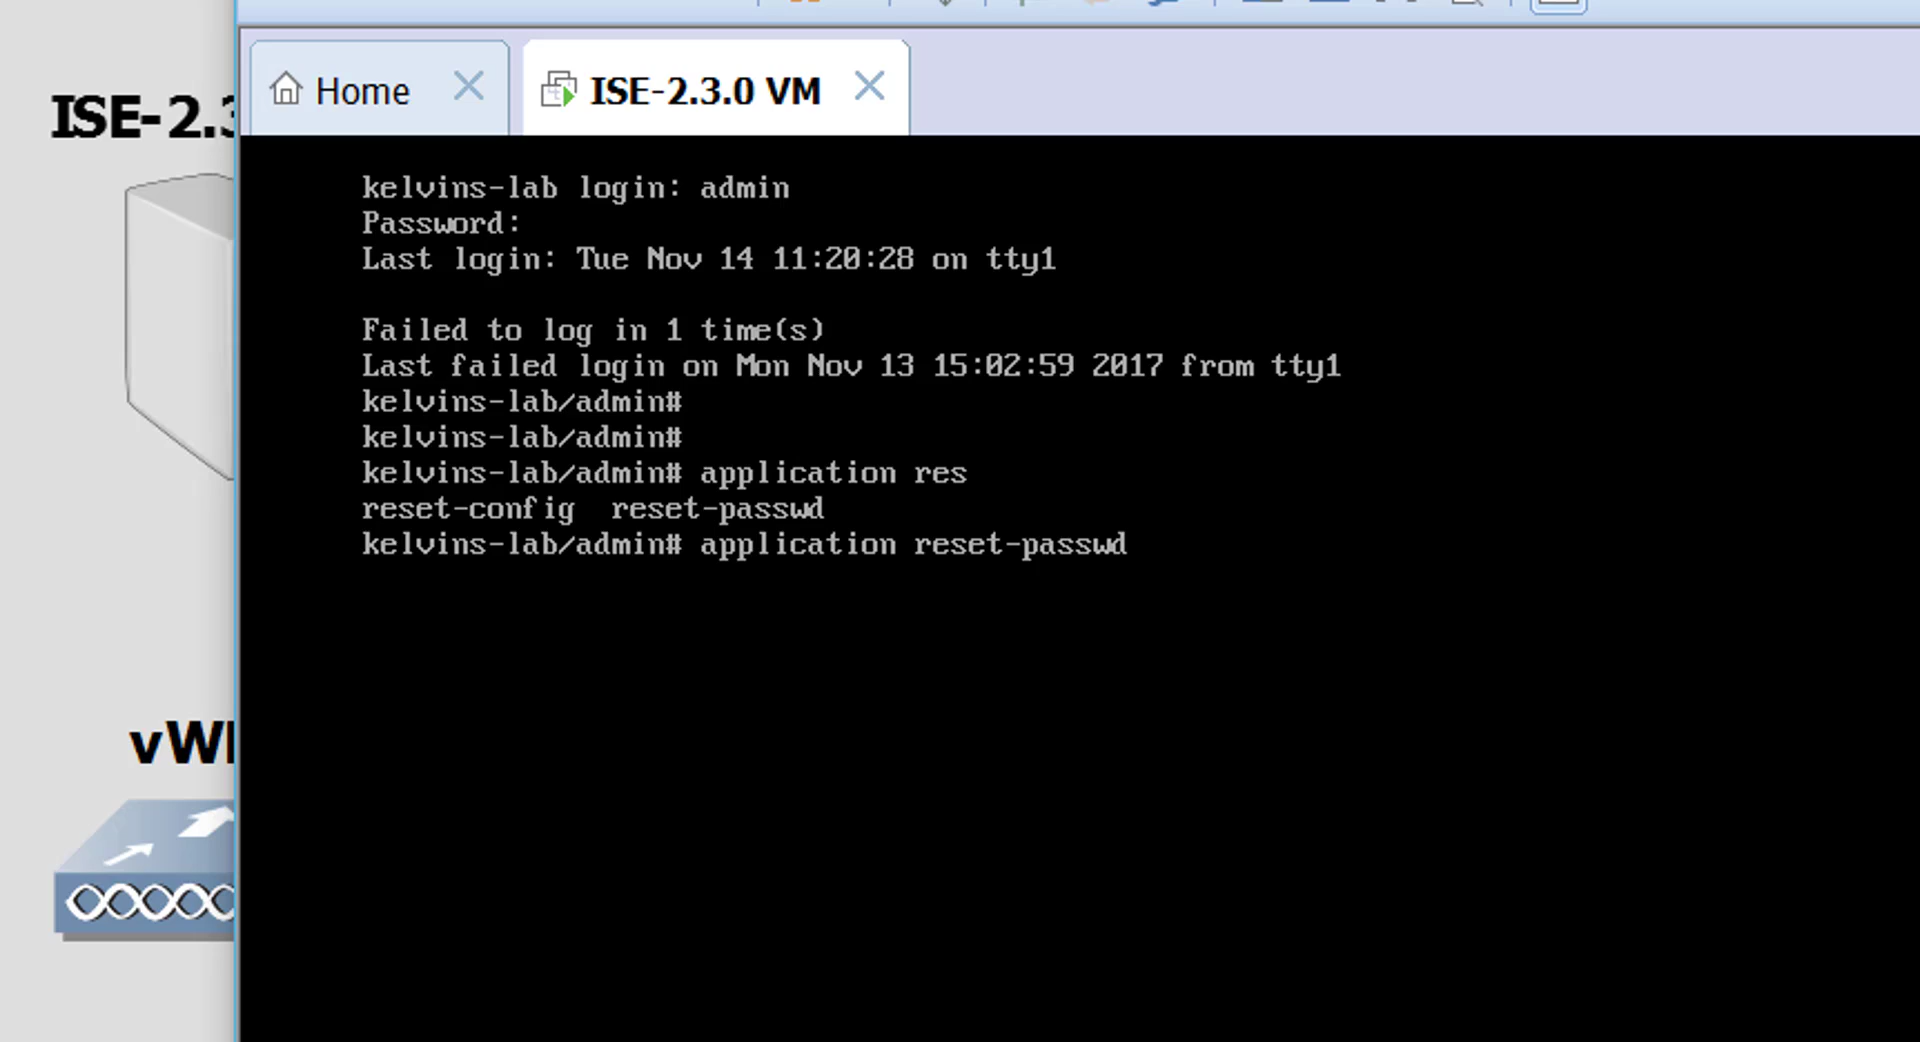 Home
ISE-2.3.0 VM
ISE-2.3
kelvins-lab login: admin
Password:
Last login: Tue Nov 14 11:20:28 on tty1
Failed to log in 1 time(s)
Last failed login on Mon Nov 13 15:02:59 2017 from tty1
kelvins-lab/admin#
kelvins-lab/admin#
kelvins-lab/admin# application res
reset-config  reset-passwd
kelvins-lab/admin# application reset-passwd